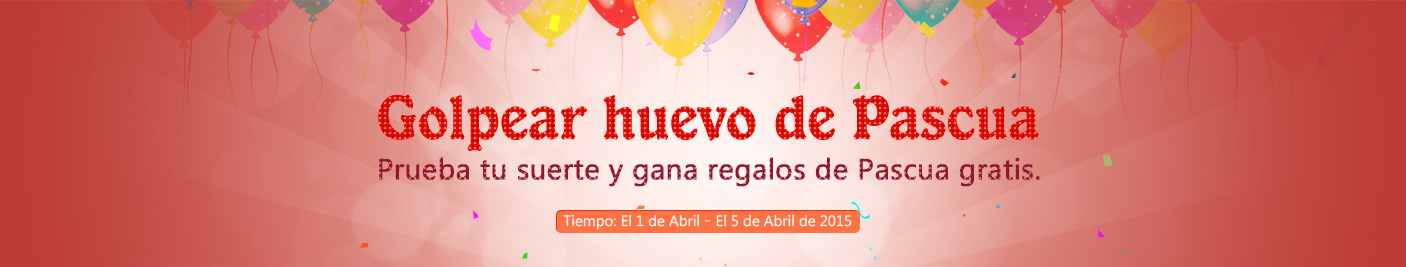 Golpear huevo de Pascua
Prueba tu suerte y gana regalos de Pascua gratis.
Tiempo: El 1 de Abril - El 5 de Abril de 2015